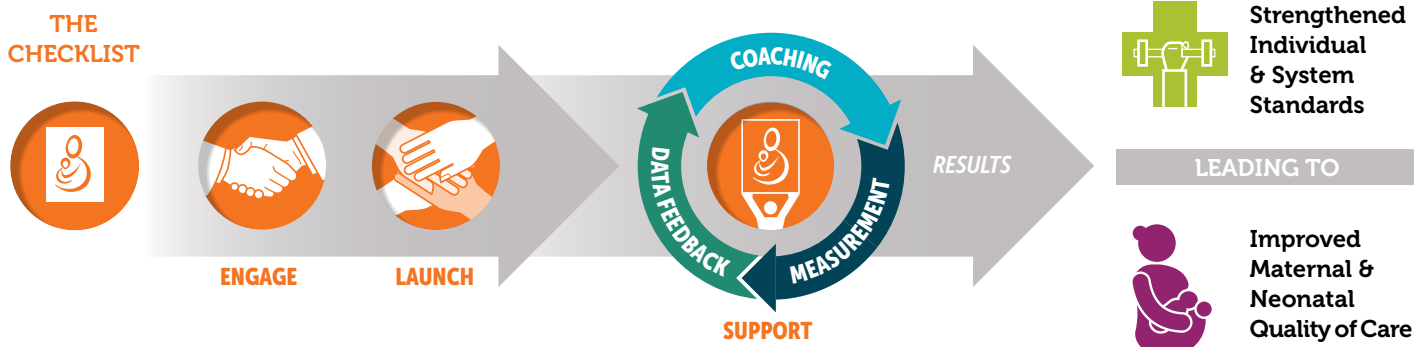 THE
CHECKLIST
ENGAGE
LAUNCH
COACHING
MEASUREMENT
DATA FEEDBACK
SUPPORT
RESULTS
Strengthened
Individual
& System
Standards
LEADING TO
Improved
Maternal &
Neonatal
Quality of Care